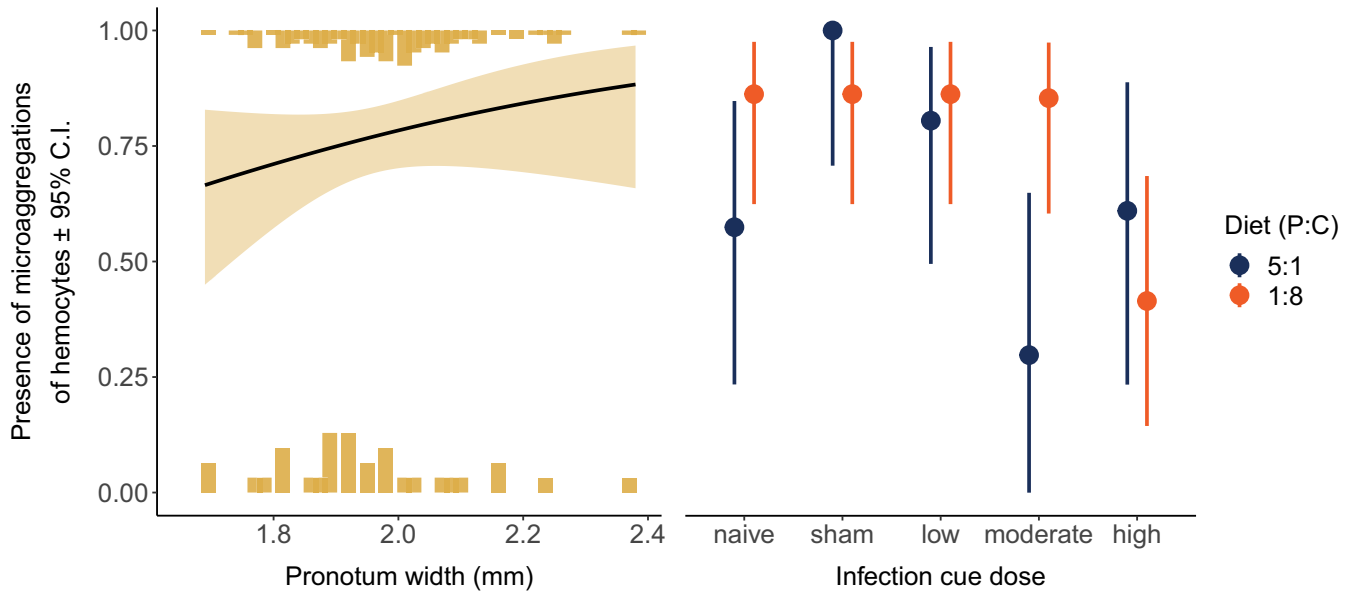 Presence of microaggregations
of hemocytes ± 95% C.I.
1.00
0.75
0.50
0.25
0.00
1.8
2.0
2.2
2.4
Pronotum width (mm)
naive
sham
low
moderate
high
Infection cue dose
Diet (P:C)
5:1
1:8